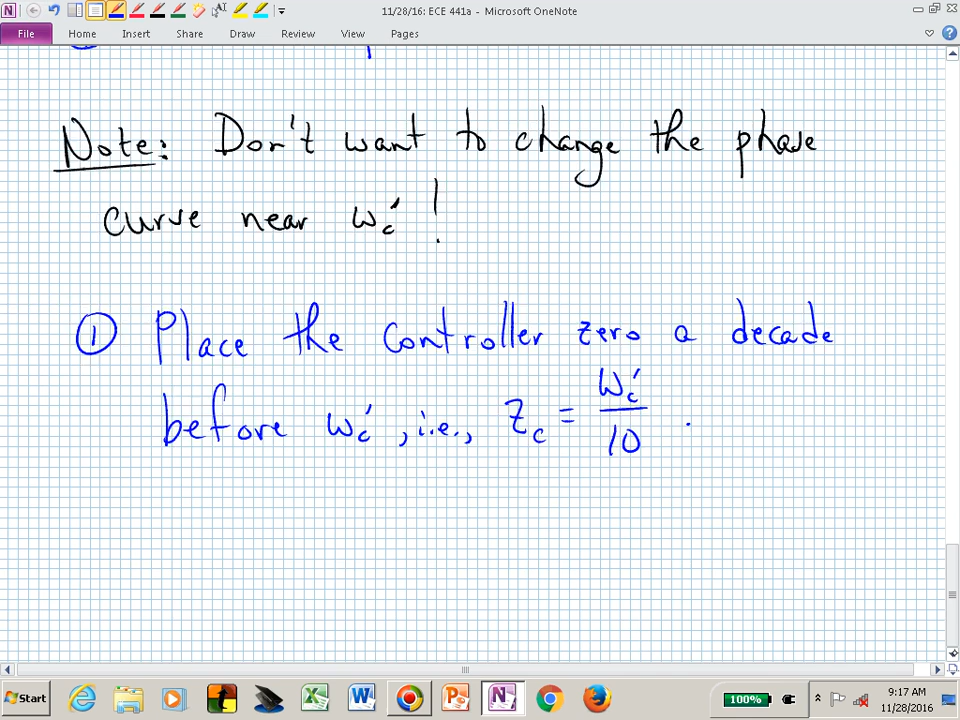 11/28/16: ECE 441a - Microsoft OneNote
File Home Insert Share Draw Review View Pages
Note: Don't want to change the phase
curve near ωc' !
① Place the controller zero a decade
before ωc', i.e., zc = ωc'/10 .
Start 100% 9:17 AM
11/28/2016